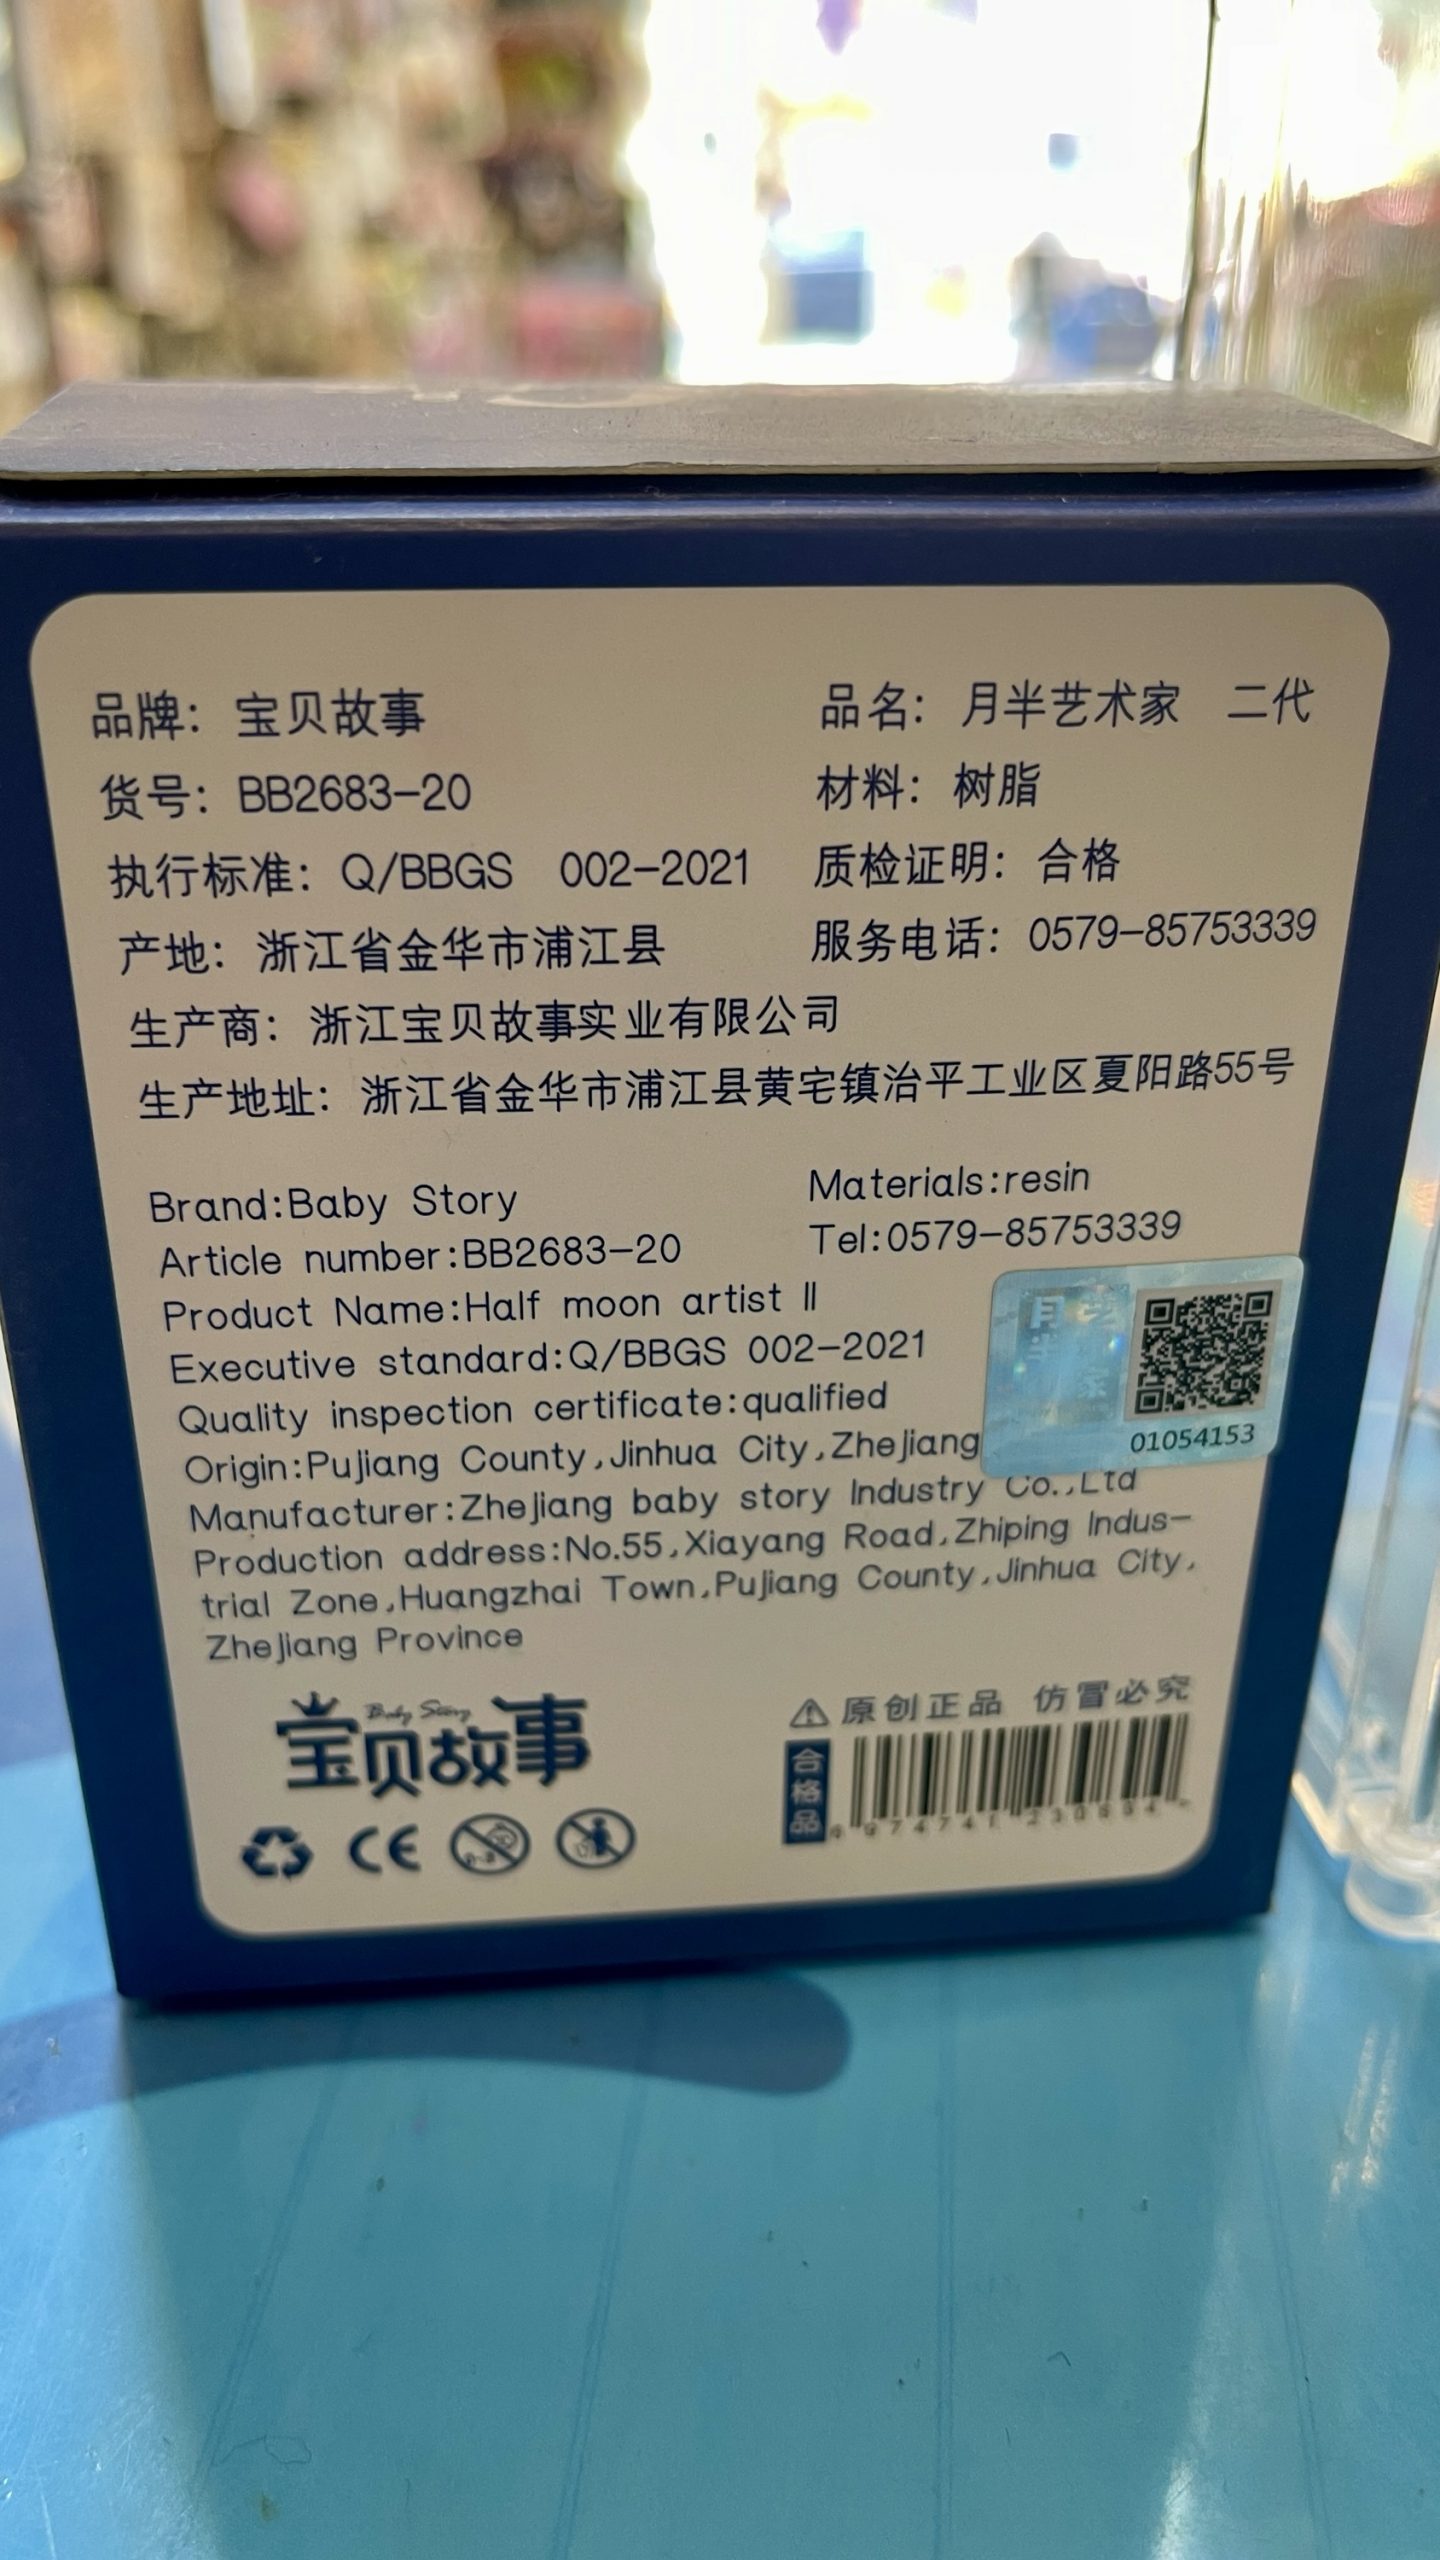 品牌：宝贝故事
品名：月半艺术家 二代
货号：BB2683-20
材料：树脂
执行标准：Q/BBGS 002-2021
质检证明：合格
产地：浙江省金华市浦江县
服务电话：0579-85753339
生产商：浙江宝贝故事实业有限公司
生产地址：浙江省金华市浦江县黄宅镇治平工业区夏阳路55号
Brand:Baby Story
Materials:resin
Article number:BB2683-20
Tel:0579-85753339
Product Name:Half moon artist II
Executive standard:Q/BBGS 002-2021
Quality inspection certificate:qualified
Origin:Pujiang County,Jinhua City,ZheJiang
Manufacturer:ZheJiang baby story Industry Co.,Ltd
Production address:No.55,Xiayang Road,Zhiping Indus-
trial Zone,Huangzhai Town,PuJiang County,Jinhua City,
ZheJiang Province
月半艺术家
01054153
Baby Story
宝贝故事
CE
原创正品 仿冒必究
合格品